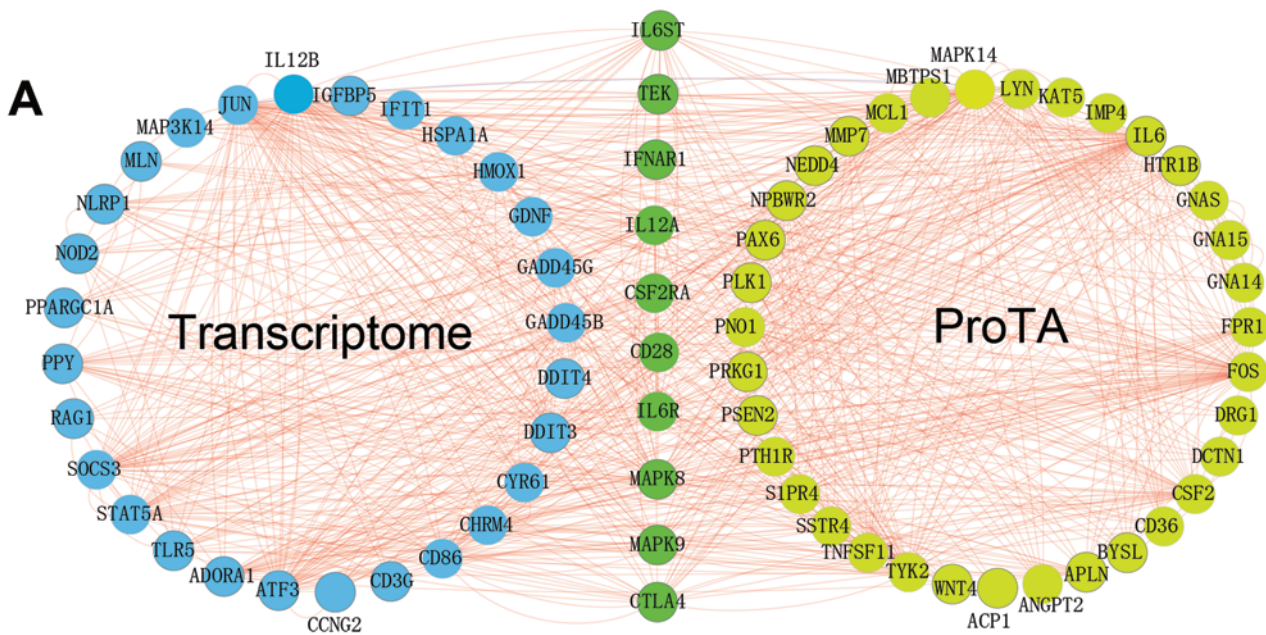 A
IL12B
IGFBP5
IFIT1
HSPA1A
HMOX1
GDNF
GADD45G
GADD45B
DDIT4
DDIT3
CYR61
CHRM4
CD86
CD3G
CCNG2
ATF3
ADORA1
TLR5
STAT5A
SOCS3
RAG1
PPY
PPARGC1A
NOD2
NLRP1
MLN
MAP3K14
JUN
Transcriptome
IL6ST
TEK
IFNAR1
IL12A
CSF2RA
CD28
IL6R
MAPK8
MAPK9
CTLA4
MAPK14
LYN
KAT5
IMP4
IL6
HTR1B
GNAS
GNA15
GNA14
FPR1
FOS
DRG1
DCTN1
CSF2
CD36
BYSL
APLN
ANGPT2
ACP1
WNT4
TYK2
TNFSF11
SSTR4
S1PR4
PTH1R
PSEN2
PRKG1
PNO1
PLK1
PAX6
NPBWR2
NEDD4
MMP7
MCL1
MBTPS1
ProTA